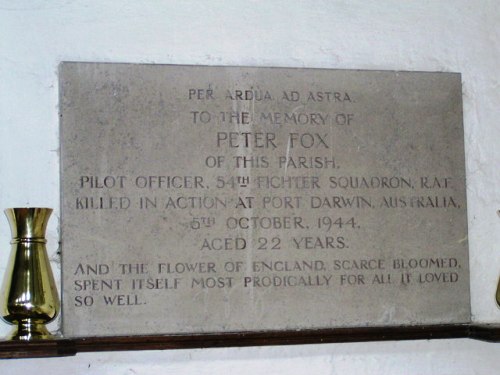 PER ARDUA AD ASTRA.
TO THE MEMORY OF
PETER FOX
OF THIS PARISH,
PILOT OFFICER, 54TH FIGHTER SQUADRON, R.A.F.
KILLED IN ACTION AT PORT DARWIN, AUSTRALIA,
5TH OCTOBER, 1944,
AGED 22 YEARS.
AND THE FLOWER OF ENGLAND, SCARCE BLOOMED,
SPENT ITSELF MOST PRODIGALLY FOR ALL IT LOVED
SO WELL.